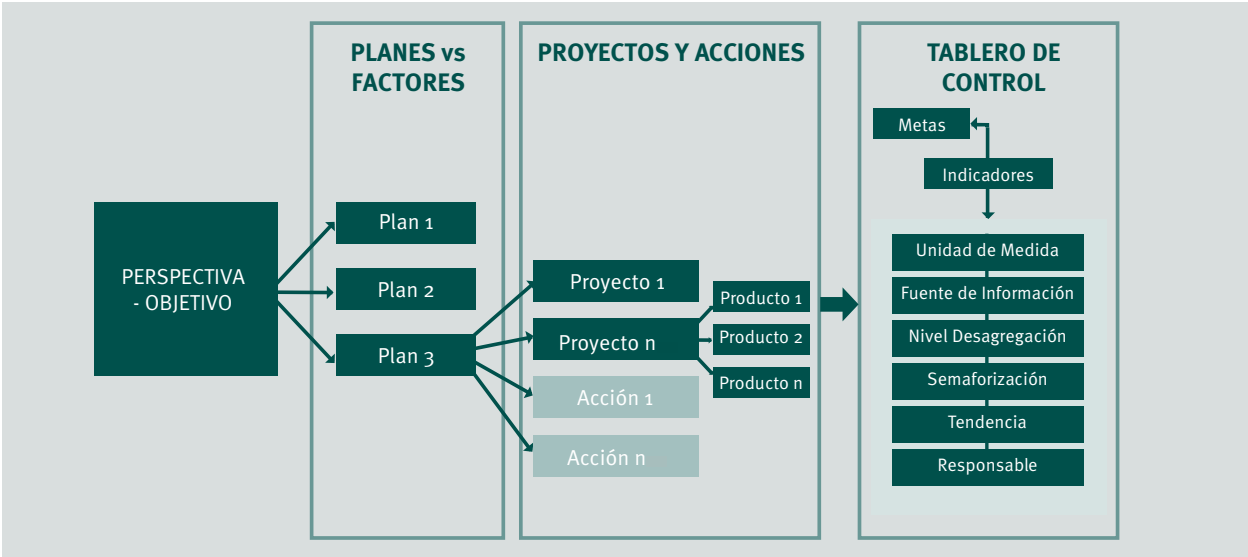 PERSPECTIVA
- OBJETIVO
PLANES vs
FACTORES
Plan 1
Plan 2
Plan 3
PROYECTOS Y ACCIONES
Proyecto 1
Proyecto n
Acción 1
Acción n
Producto 1
Producto 2
Producto n
TABLERO DE
CONTROL
Metas
Indicadores
Unidad de Medida
Fuente de Información
Nivel Desagregación
Semaforización
Tendencia
Responsable